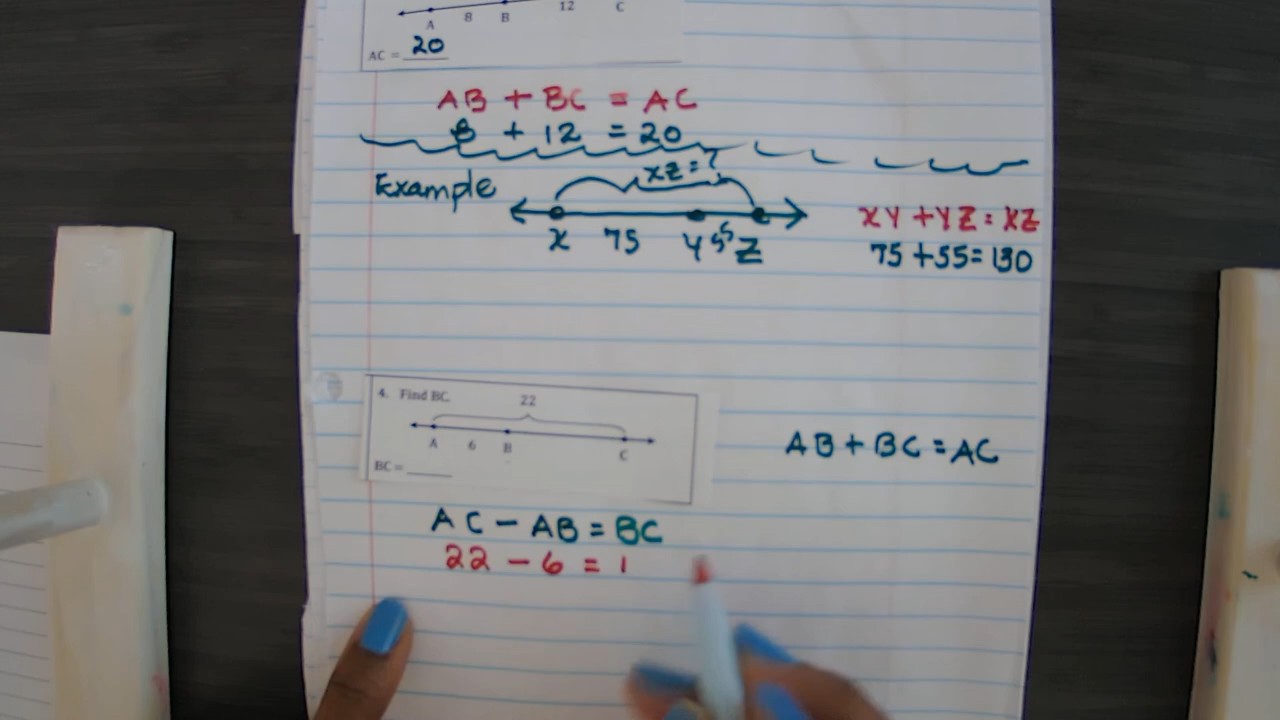 A 8 B 12 C
AC = 20
AB + BC = AC
8 + 12 = 20
XZ = ?
Example
X 75 Y 55 Z
XY + YZ = XZ
75 + 55 = 130
4. Find BC.
22
A 6 B C
BC = ____
AB + BC = AC
AC - AB = BC
22 - 6 = 1